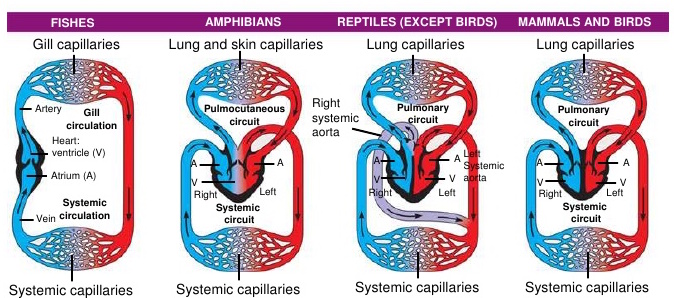 FISHES
AMPHIBIANS
REPTILES (EXCEPT BIRDS)
MAMMALS AND BIRDS
Gill capillaries
Artery
Gill
circulation
Heart:
ventricle (V)
Atrium (A)
Systemic
circulation
Vein
Systemic capillaries
Lung and skin capillaries
Pulmocutaneous
circuit
A
A
V
V
Right
Left
Systemic
circuit
Systemic capillaries
Lung capillaries
Right
systemic
aorta
Pulmonary
circuit
A
A
Left
Systemic
aorta
V
V
Right
Left
Systemic capillaries
Lung capillaries
Pulmonary
circuit
A
A
V
V
Right
Left
Systemic
circuit
Systemic capillaries